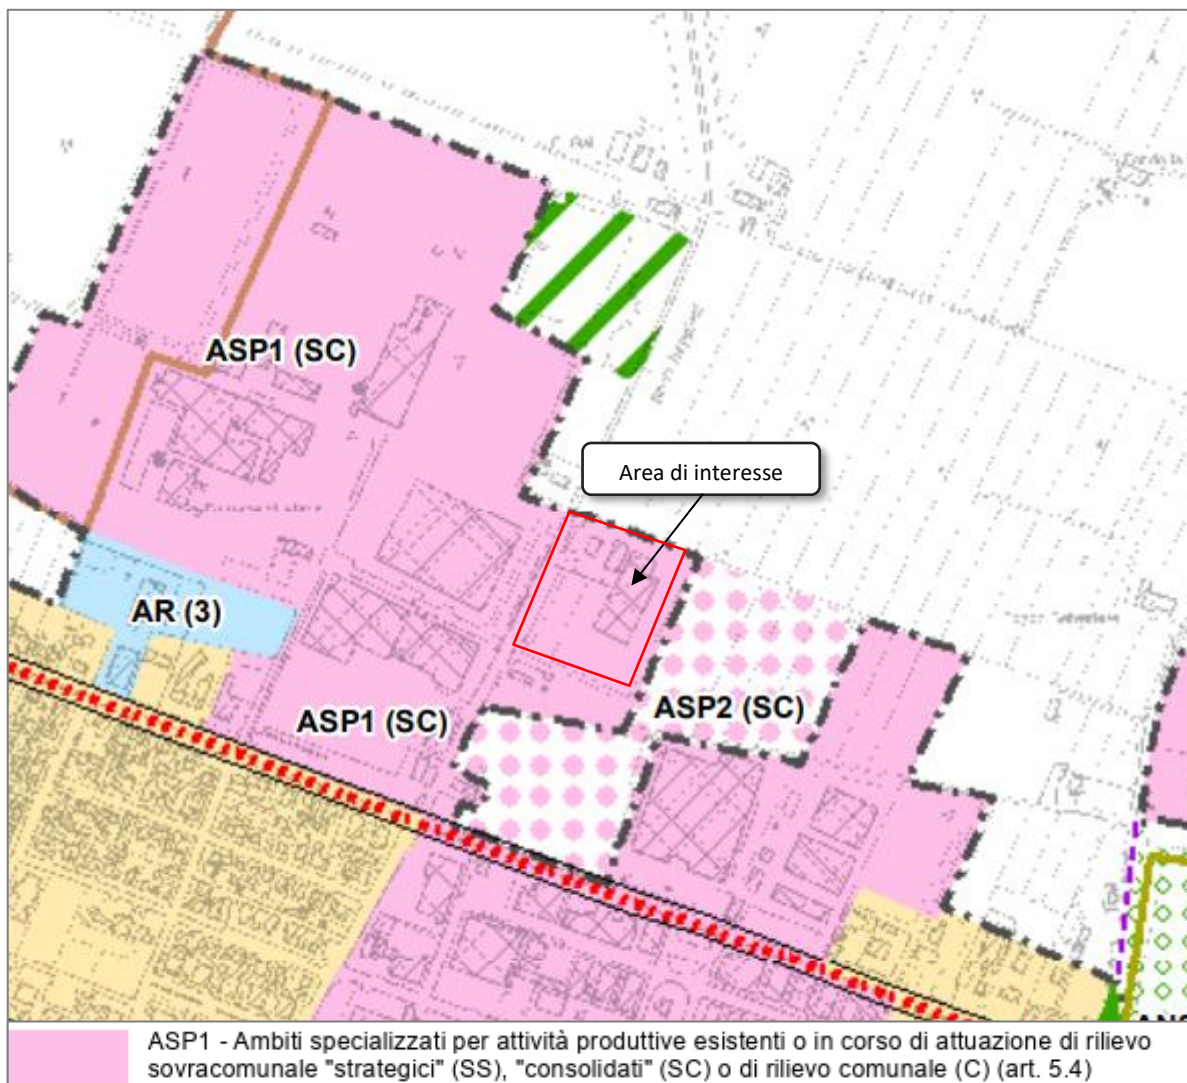 ASP1 (SC)
Area di interesse
AR (3)
ASP1 (SC)
ASP2 (SC)
ASP1 - Ambiti specializzati per attività produttive esistenti o in corso di attuazione di rilievo
sovracomunale "strategici" (SS), "consolidati" (SC) o di rilievo comunale (C) (art. 5.4)